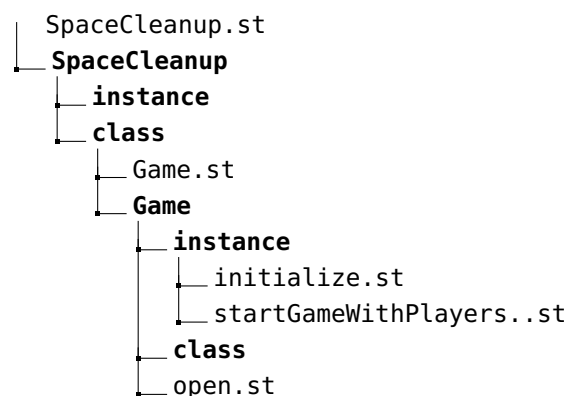 SpaceCleanup.st
SpaceCleanup
instance
class
Game.st
Game
instance
initialize.st
startGameWithPlayers..st
class
open.st